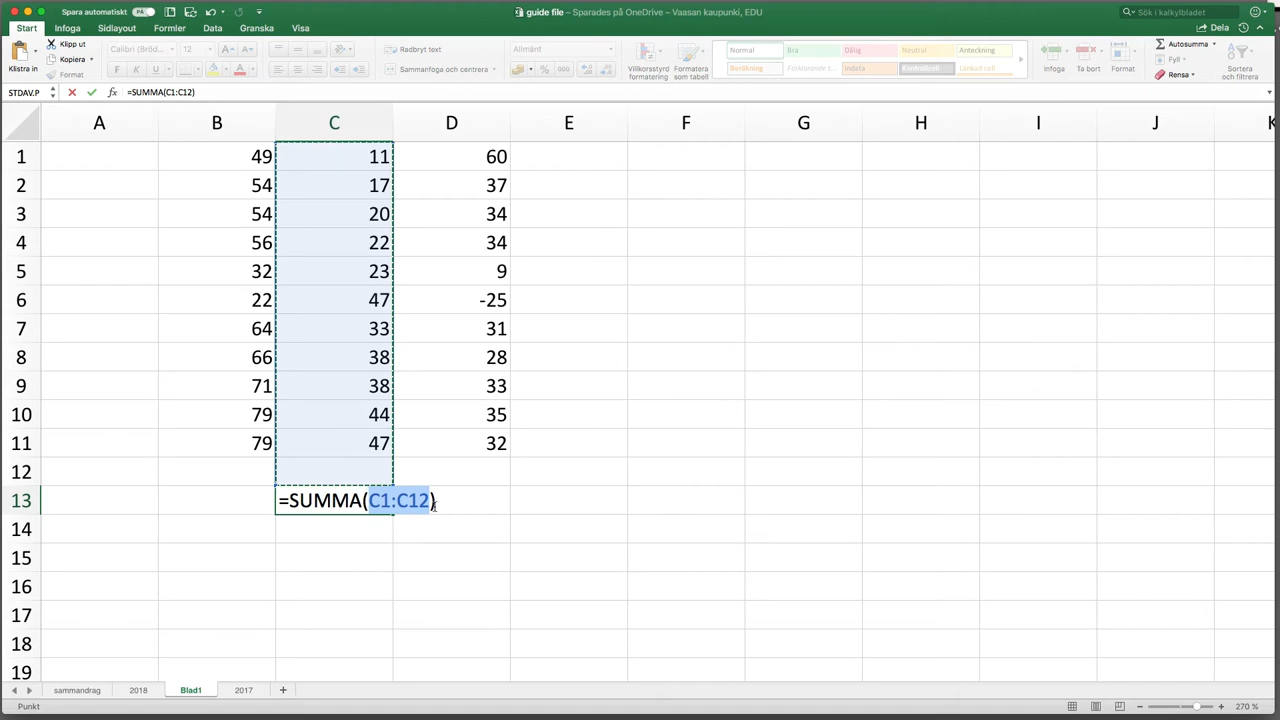 Spara automatiskt PÅ guide file – Sparades på OneDrive – Vaasan kaupunki, EDU Sök i kalkylbladet
Start Infoga Sidlayout Formler Data Granska Visa Dela
Klistra in Klipp ut Kopiera Format
Calibri (Bröd... 12 Radbryt text Allmänt
Sammanfoga och centrera
Villkorsstyrd formatering Formatera som tabell
Normal Bra Dålig Neutral Anteckning
Beräkning Förklarande t... Indata Kontrollcell Länkad cell
Infoga Ta bort Format Autosumma Fyll Rensa Sortera och filtrera
STDAV.P fx =SUMMA(C1:C12)
A B C D E F G H I J K
1 49 11 60
2 54 17 37
3 54 20 34
4 56 22 34
5 32 23 9
6 22 47 -25
7 64 33 31
8 66 38 28
9 71 38 33
10 79 44 35
11 79 47 32
12
13 =SUMMA(C1:C12)
14
15
16
17
18
19
sammandrag 2018 Blad1 2017 +
Punkt 270 %